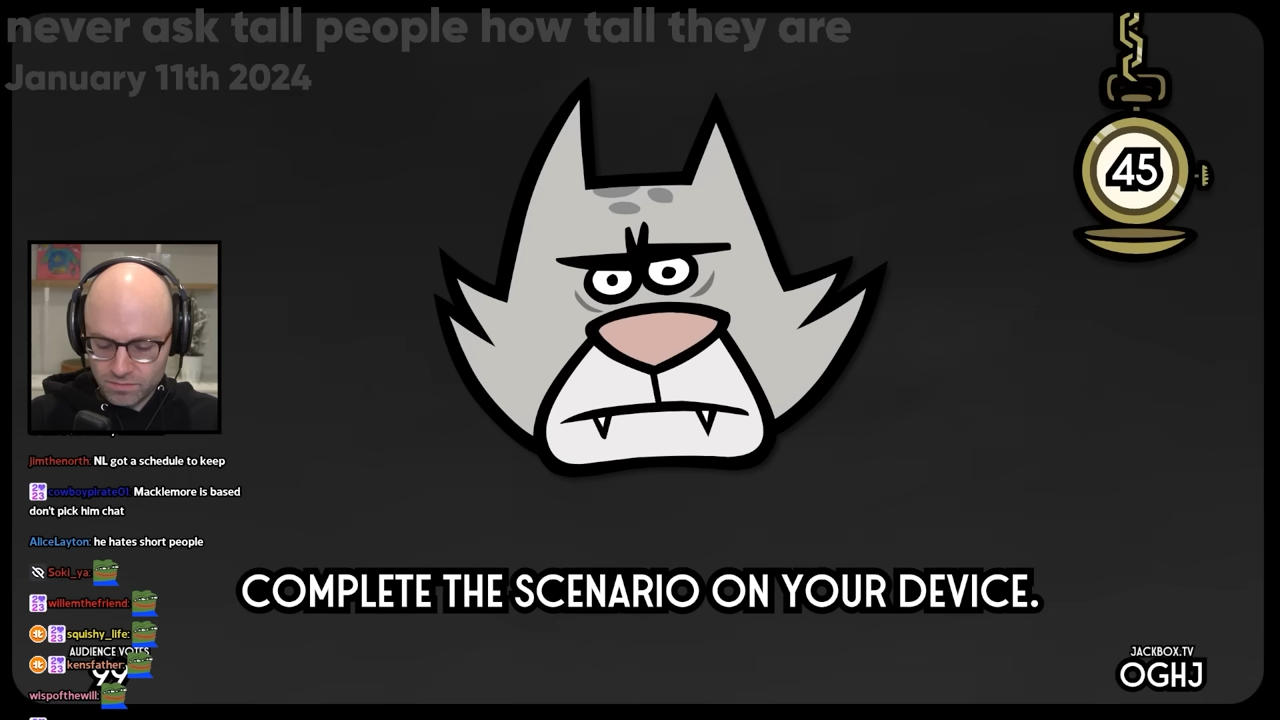 never ask tall people how tall they are
January 11th 2024
45
Jimthenorth: NL got a schedule to keep
cowboypirate01: Macklemore is based
don't pick him chat
AliceLayton: he hates short people
Soki_ya:
willemthefriend:
squishy_life:
AUDIENCE VOTES
kensfather:
99
wispofthewill:
COMPLETE THE SCENARIO ON YOUR DEVICE.
JACKBOX.TV
OGHJ